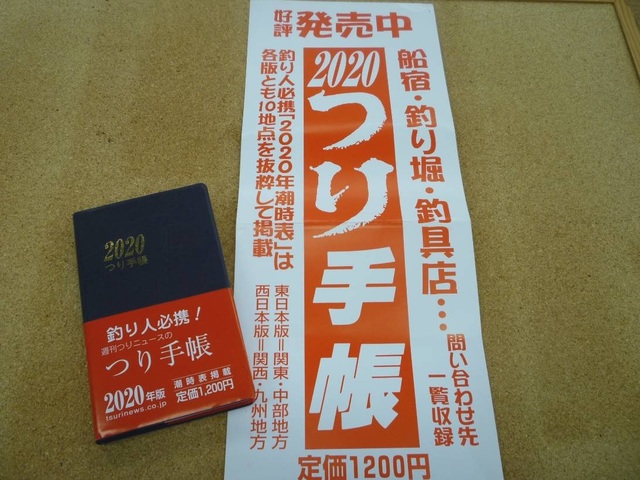 好評発売中
船宿・釣り堀・釣具店…
問い合わせ先
一覧収録
2020つり手帳
釣り人必携「2020年潮時表」は
各版とも10地点を抜粋して掲載
東日本版=関東・中部地方
西日本版=関西・九州地方
定価1200円
2020
つり手帳
釣り人必携！
週刊つりニュースの
つり手帳
2020年版
潮時表掲載
定価1,200円
tsurinews.co.jp